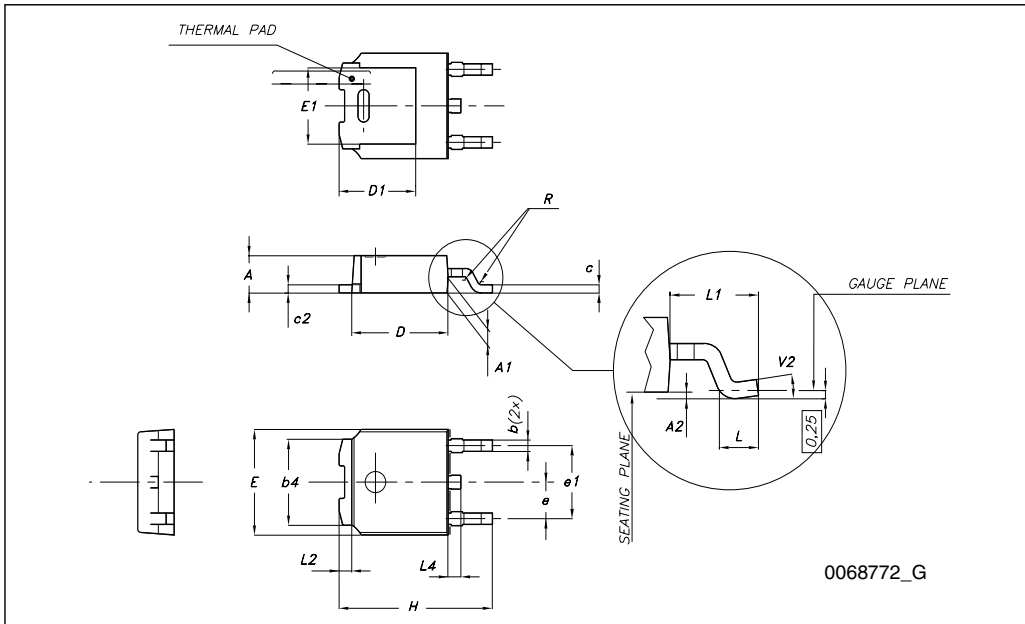 THERMAL PAD
E1
D1
R
A
c
c2
D
A1
GAUGE PLANE
L1
V2
A2
L
0,25
SEATING PLANE
b(2x)
E
b4
e
e1
L2
L4
H
0068772_G